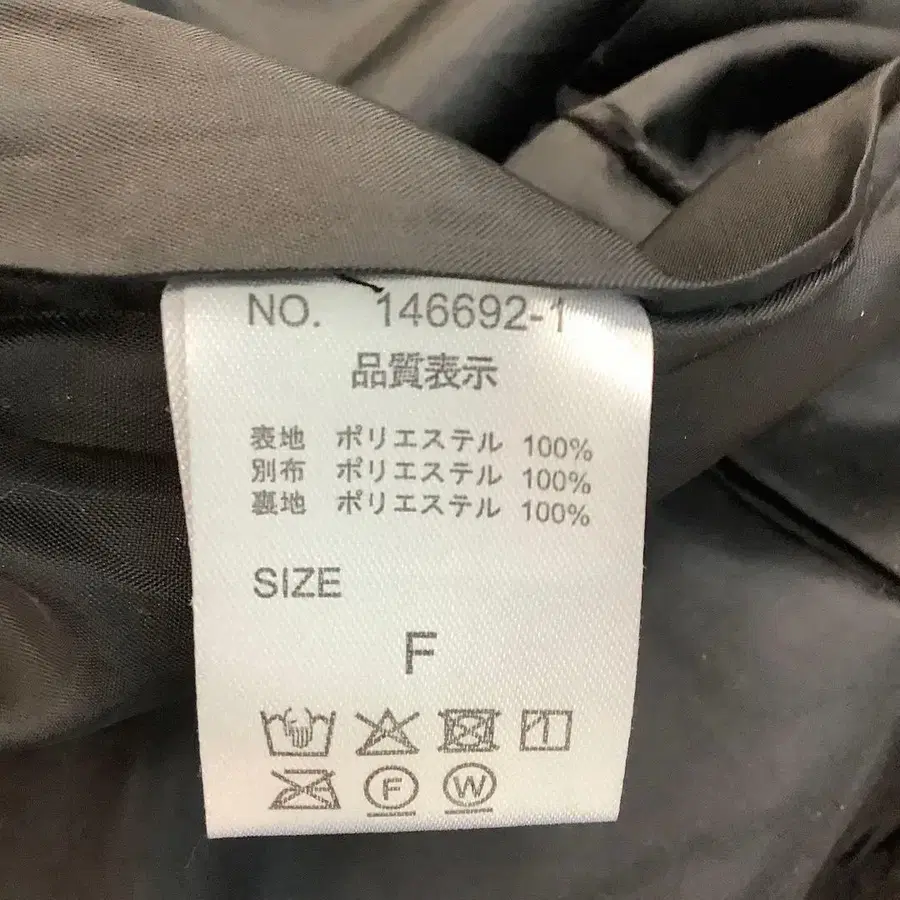 NO. 146692-1
品質表示
表地 ポリエステル 100%
別布 ポリエステル 100%
裏地 ポリエステル 100%
SIZE
F
F W